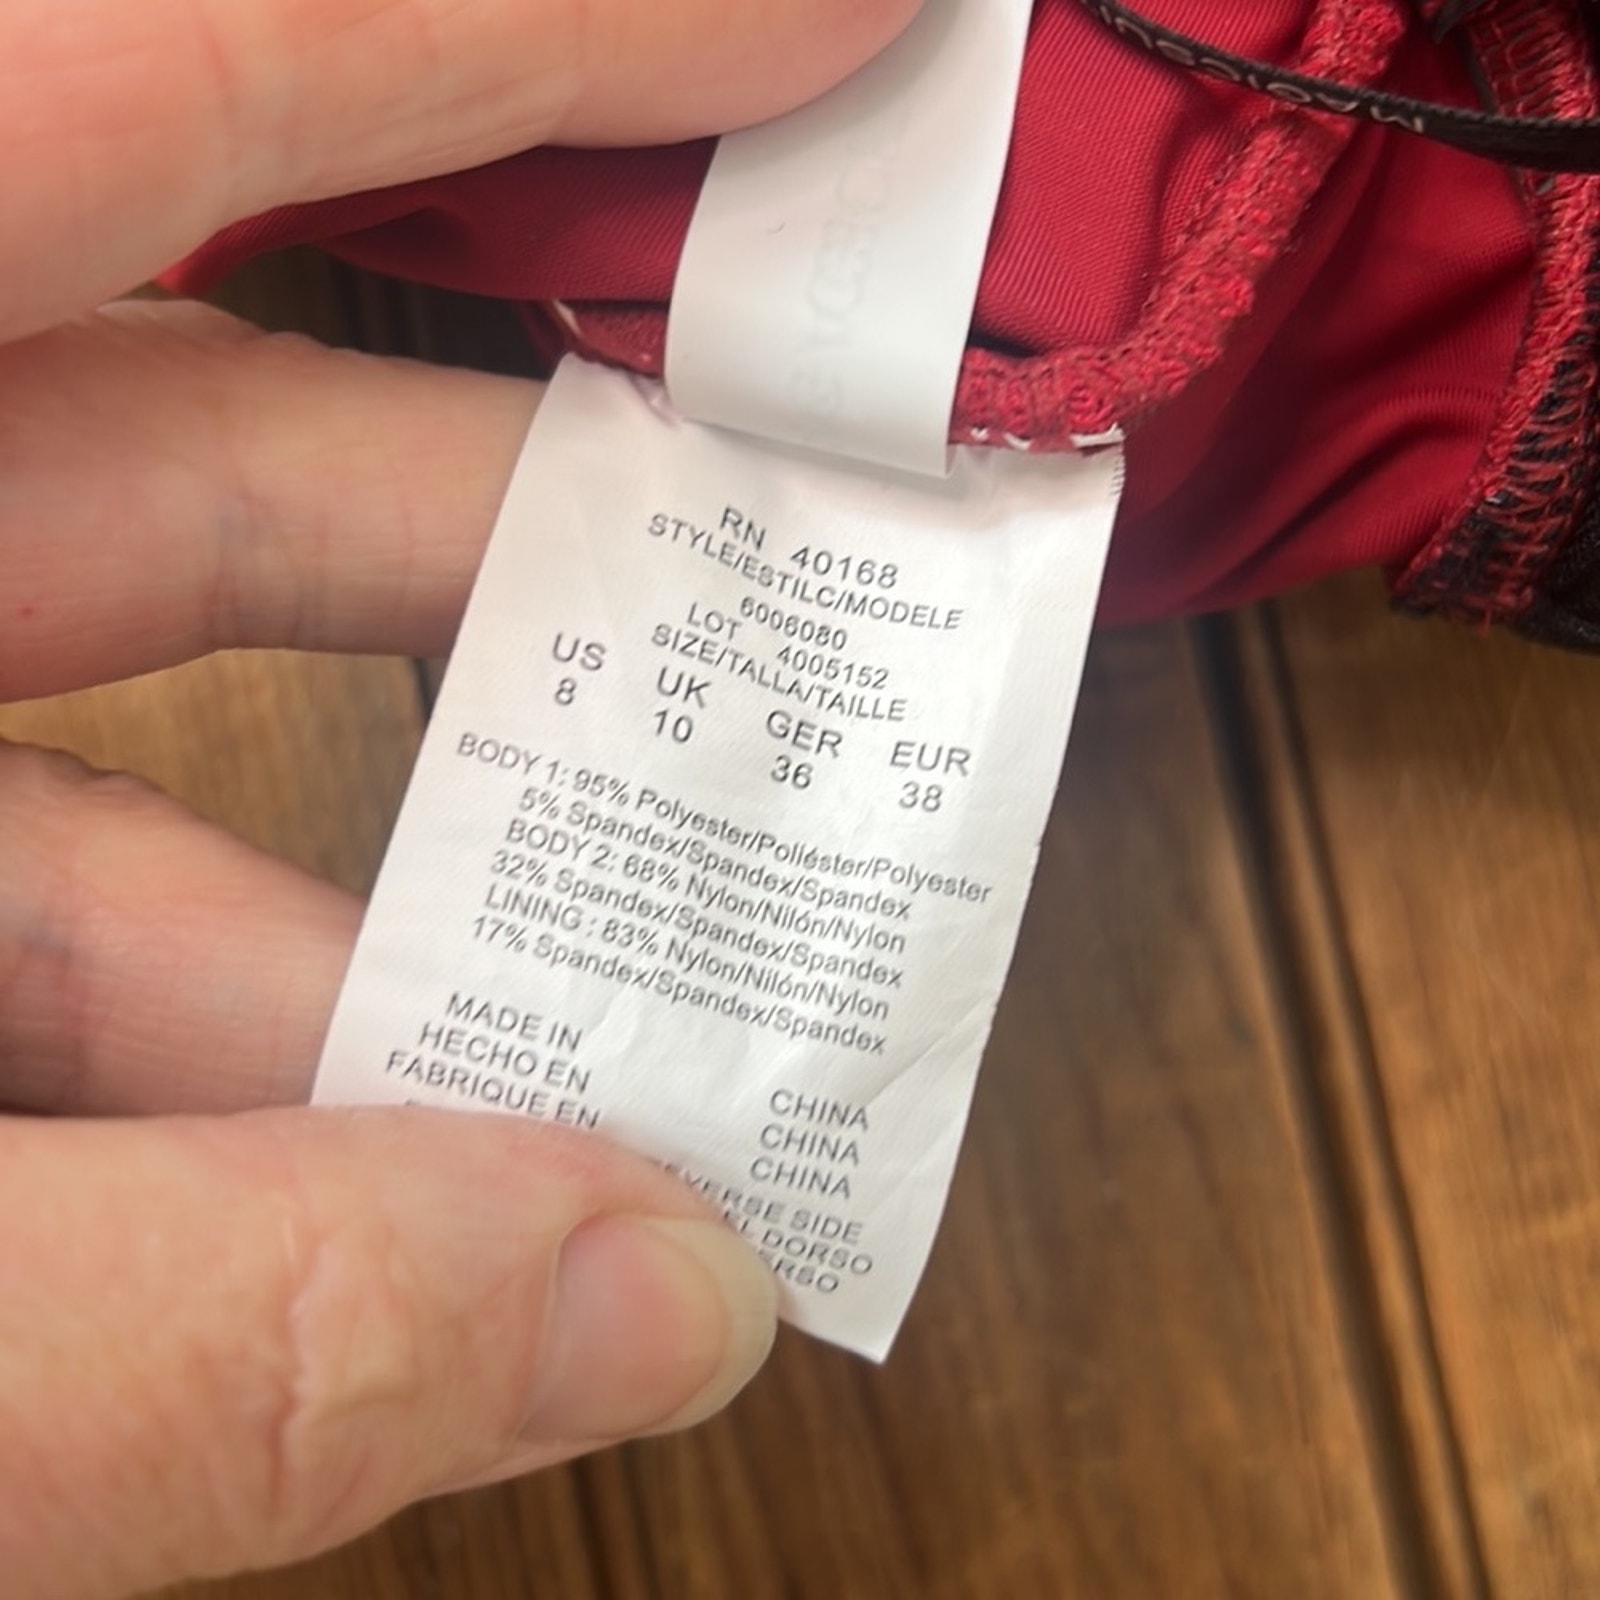 RN 40168
STYLE/ESTILC/MODELE
6006080
LOT 4005152
SIZE/TALLA/TAILLE
US UK GER EUR
8 10 36 38
BODY 1: 95% Polyester/Poliéster/Polyester
5% Spandex/Spandex/Spandex
BODY 2: 68% Nylon/Nilón/Nylon
32% Spandex/Spandex/Spandex
LINING : 83% Nylon/Nilón/Nylon
17% Spandex/Spandex/Spandex
MADE IN CHINA
HECHO EN CHINA
FABRIQUE EN CHINA
SIDE
DORSO